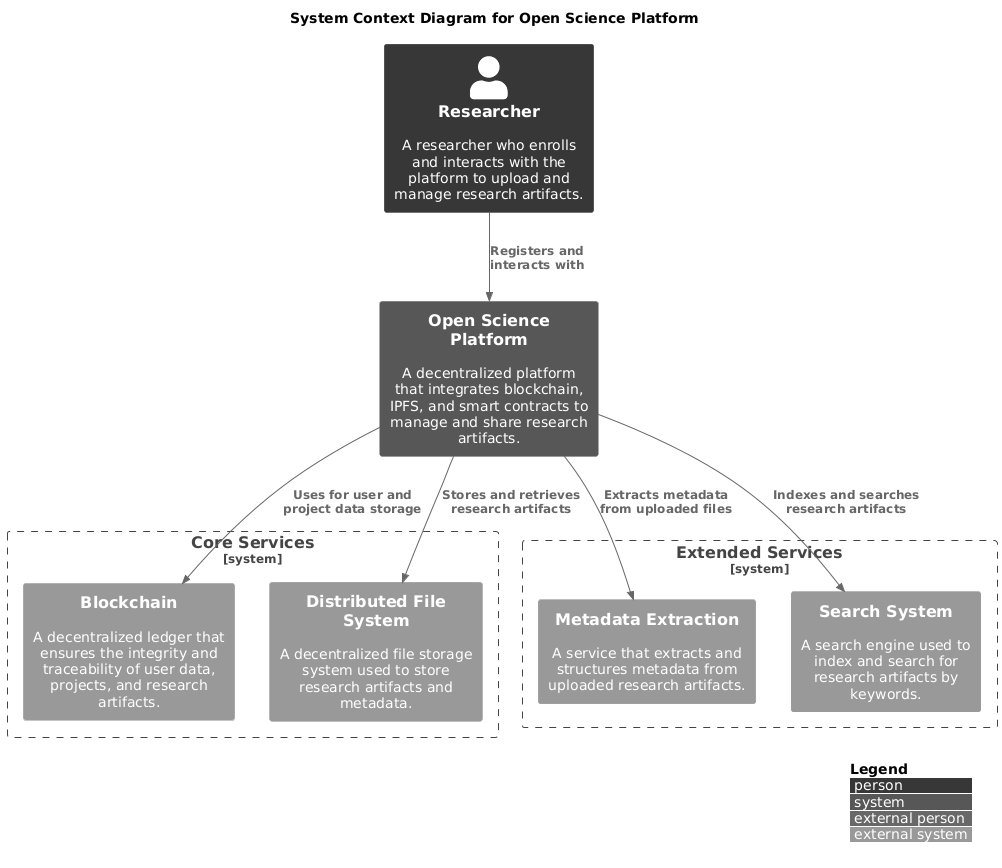 System Context Diagram for Open Science Platform
Researcher
A researcher who enrolls
and interacts with the
platform to upload and
manage research artifacts.
Registers and
interacts with
Open Science
Platform
A decentralized platform
that integrates blockchain,
IPFS, and smart contracts to
manage and share research
artifacts.
Uses for user and
project data storage
Stores and retrieves
research artifacts
Extracts metadata
from uploaded files
Indexes and searches
research artifacts
Core Services
[system]
Blockchain
A decentralized ledger that
ensures the integrity and
traceability of user data,
projects, and research
artifacts.
Distributed File
System
A decentralized file storage
system used to store
research artifacts and
metadata.
Extended Services
[system]
Metadata Extraction
A service that extracts and
structures metadata from
uploaded research artifacts.
Search System
A search engine used to
index and search for
research artifacts by
keywords.
Legend
person
system
external person
external system